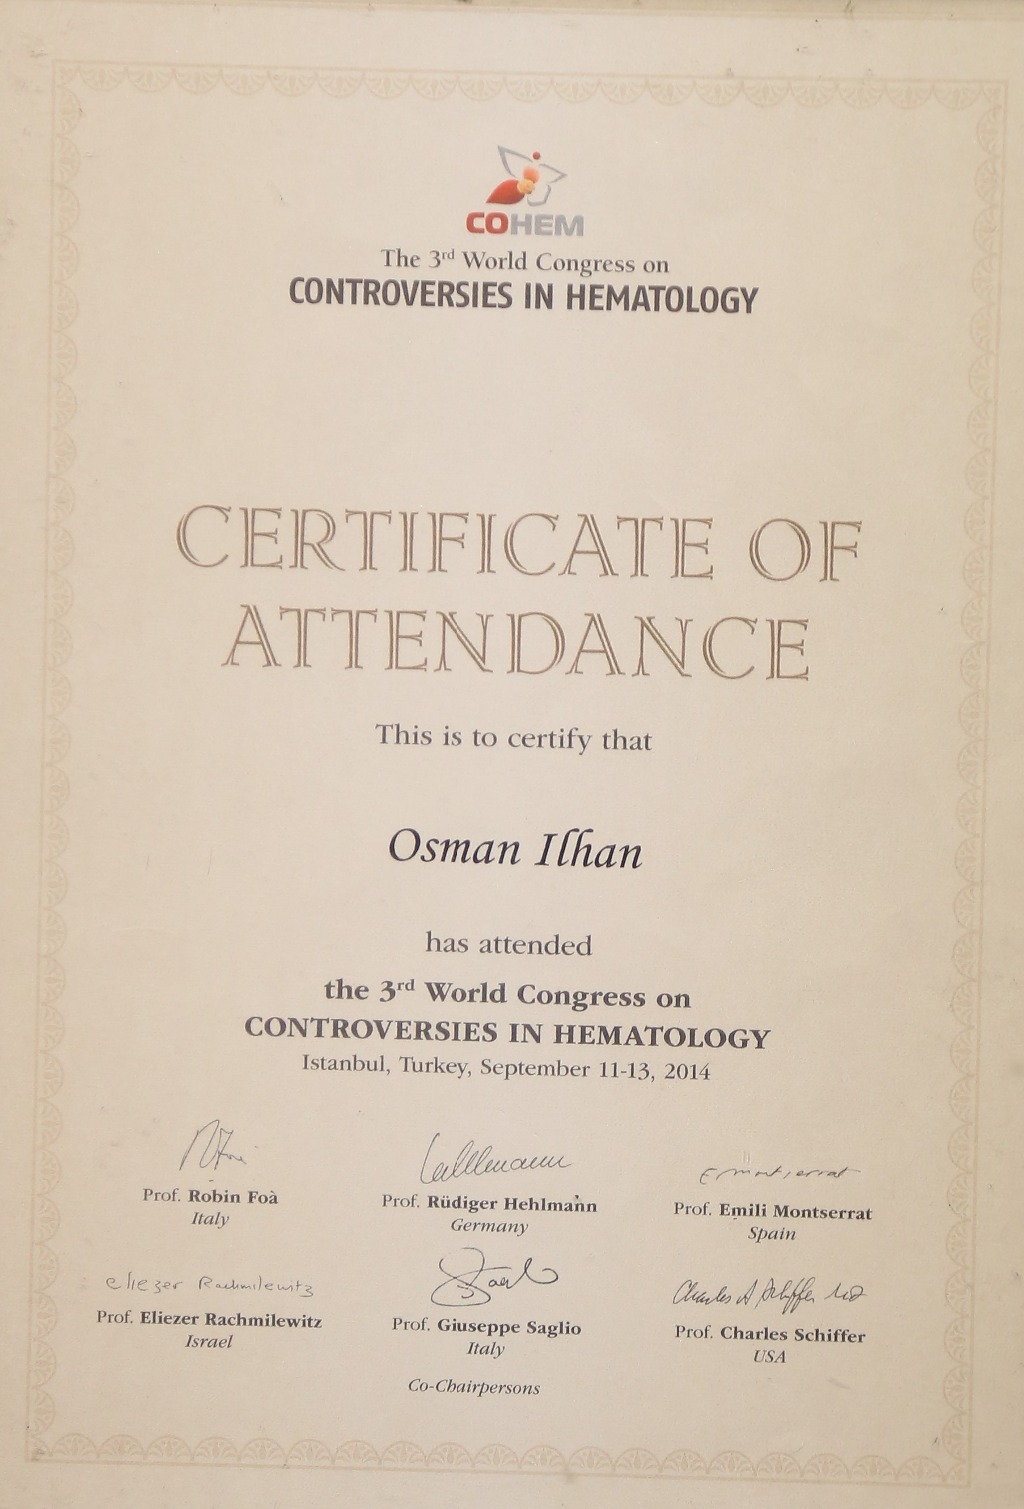 COHEM
The 3rd World Congress on
CONTROVERSIES IN HEMATOLOGY
CERTIFICATE OF
ATTENDANCE
This is to certify that
Osman Ilhan
has attended
the 3rd World Congress on
CONTROVERSIES IN HEMATOLOGY
Istanbul, Turkey, September 11-13, 2014
Prof. Robin Foà
Italy
Prof. Rüdiger Hehlmann
Germany
E Montserrat
Prof. Emili Montserrat
Spain
Eliezer Rachmilewitz
Prof. Eliezer Rachmilewitz
Israel
Prof. Giuseppe Saglio
Italy
Charles A Schiffer MD
Prof. Charles Schiffer
USA
Co-Chairpersons